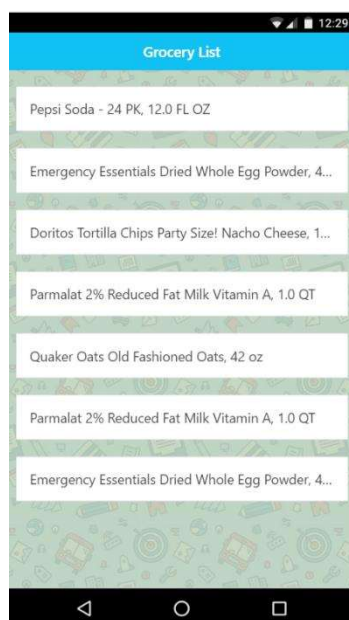 12:29
Grocery List
Pepsi Soda - 24 PK, 12.0 FL OZ
Emergency Essentials Dried Whole Egg Powder, 4...
Doritos Tortilla Chips Party Size! Nacho Cheese, 1...
Parmalat 2% Reduced Fat Milk Vitamin A, 1.0 QT
Quaker Oats Old Fashioned Oats, 42 oz
Parmalat 2% Reduced Fat Milk Vitamin A, 1.0 QT
Emergency Essentials Dried Whole Egg Powder, 4...